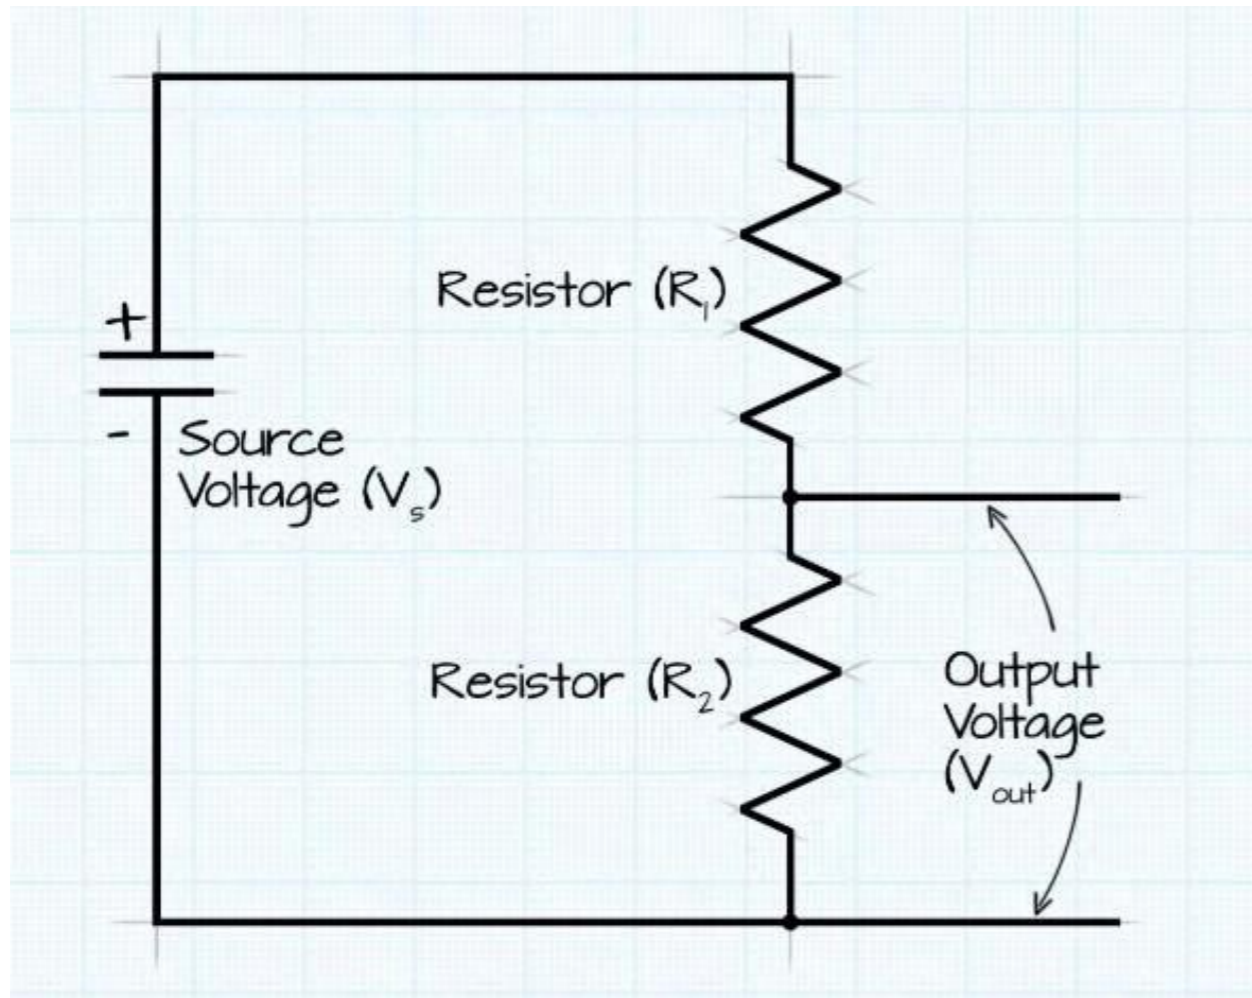 Resistor (R₁)
+
-
Source
Voltage (Vₛ)
Resistor (R₂)
Output
Voltage
(Vout)